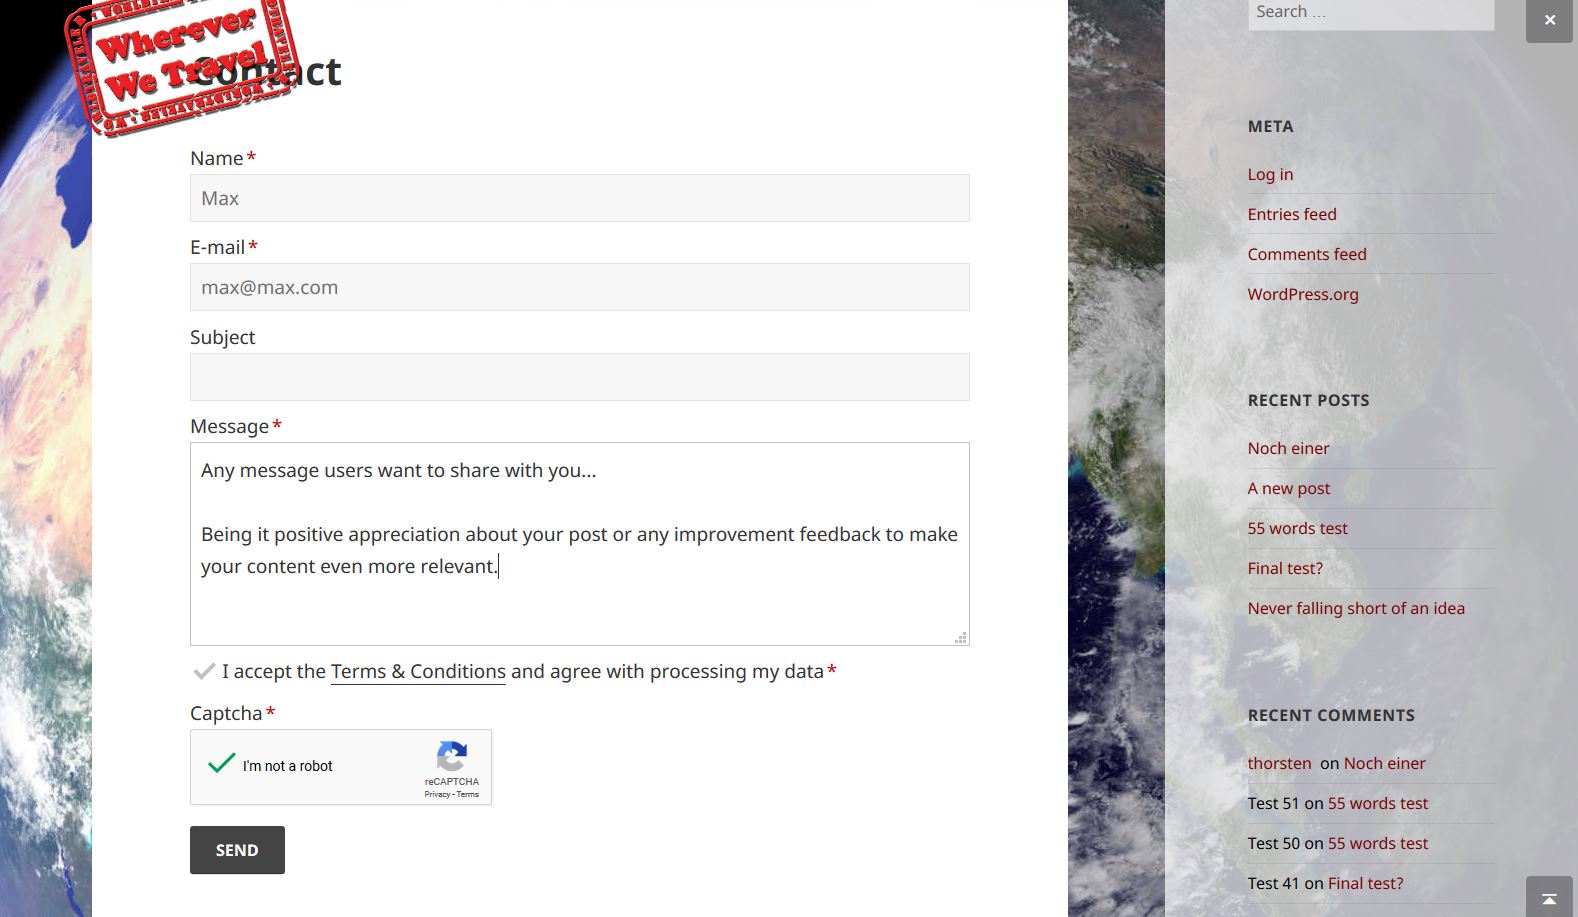 Wherever
We Travel
Contact
Name*
Max
E-mail*
max@max.com
Subject
Message*
Any message users want to share with you...
Being it positive appreciation about your post or any improvement feedback to make
your content even more relevant.
I accept the Terms & Conditions and agree with processing my data*
Captcha*
I'm not a robot
reCAPTCHA
Privacy - Terms
SEND
Search ...
META
Log in
Entries feed
Comments feed
WordPress.org
RECENT POSTS
Noch einer
A new post
55 words test
Final test?
Never falling short of an idea
RECENT COMMENTS
thorsten on Noch einer
Test 51 on 55 words test
Test 50 on 55 words test
Test 41 on Final test?